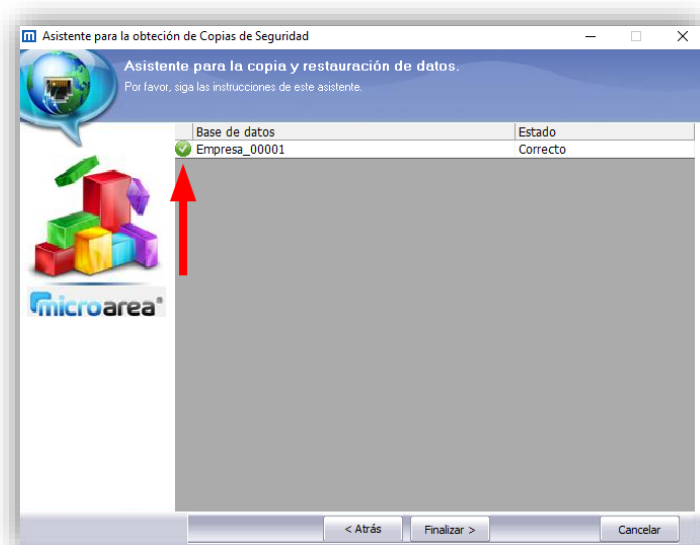 Asistente para la obteción de Copias de Seguridad
Asistente para la copia y restauración de datos.
Por favor, siga las instrucciones de este asistente.
Base de datos Estado
Empresa_00001 Correcto
microarea®
< Atrás Finalizar > Cancelar